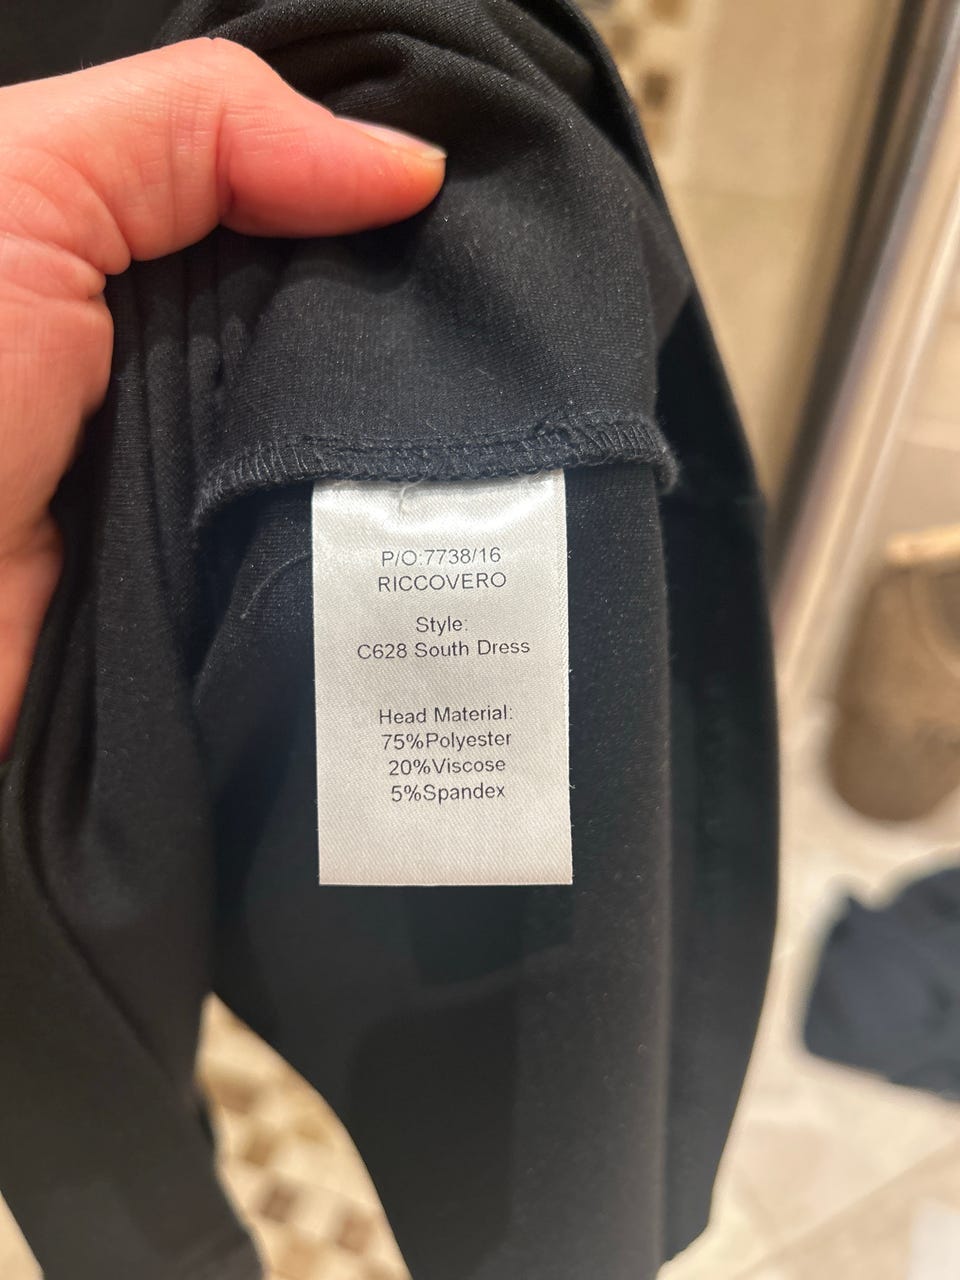 P/O:7738/16
RICCOVERO
Style:
C628 South Dress
Head Material:
75%Polyester
20%Viscose
5%Spandex